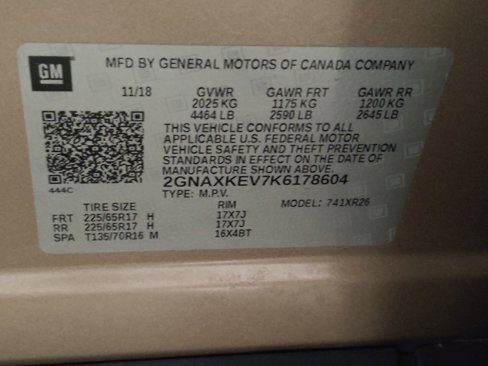 GM
MFD BY GENERAL MOTORS OF CANADA COMPANY
11/18 GVWR GAWR FRT GAWR RR
2025 KG 1175 KG 1200 KG
4464 LB 2590 LB 2645 LB
THIS VEHICLE CONFORMS TO ALL
APPLICABLE U.S. FEDERAL MOTOR
VEHICLE SAFETY AND THEFT PREVENTION
STANDARDS IN EFFECT ON THE DATE OF
MANUFACTURE SHOWN ABOVE.
2GNAXKEV7K6178604
444C TYPE: M.P.V.
TIRE SIZE RIM MODEL: 741XR26
FRT 225/65R17 H 17X7J
RR 225/65R17 H 17X7J
SPA T135/70R16 M 16X4BT